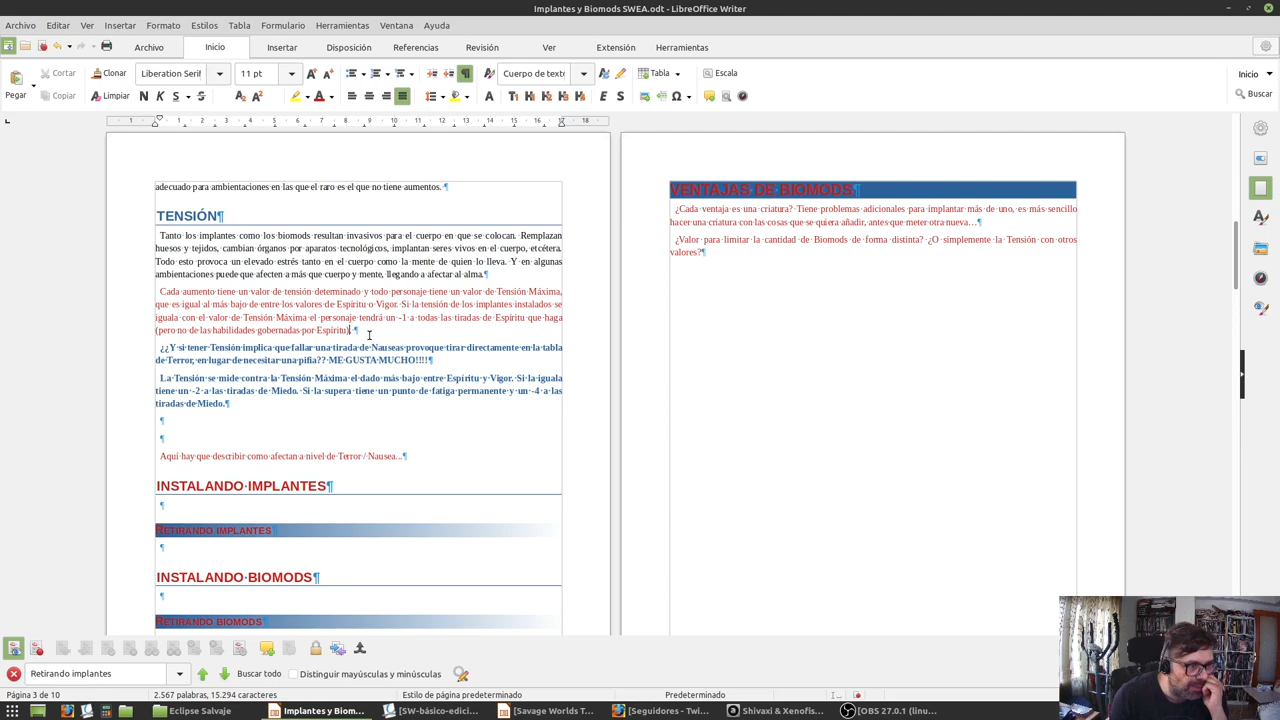 Implantes y Biomods SWEA.odt - LibreOffice Writer
Archivo Editar Ver Insertar Formato Estilos Tabla Formulario Herramientas Ventana Ayuda
Archivo Inicio Insertar Disposición Referencias Revisión Ver Extensión Herramientas
Pegar Cortar Clonar Liberation Serif 11 pt Cuerpo de texto Tabla Escala Inicio
Copiar Limpiar Buscar
adecuado para ambientaciones en las que el raro es el que no tiene aumentos. ¶
TENSIÓN¶
Tanto los implantes como los biomods resultan invasivos para el cuerpo en que se colocan. Remplazan
huesos y tejidos, cambian órganos por aparatos tecnológicos, implantan seres vivos en el cuerpo, etcétera.
Todo esto provoca un elevado estrés tanto en el cuerpo como la mente de quien lo lleva. Y en algunas
ambientaciones puede que afecten a más que cuerpo y mente, llegando a afectar al alma.¶
Cada aumento tiene un valor de tensión determinado y todo personaje tiene un valor de Tensión Máxima,
que es igual al más bajo de entre los valores de Espíritu o Vigor. Si la tensión de los implantes instalados se
iguala con el valor de Tensión Máxima el personaje tendrá un -1 a todas las tiradas de Espíritu que haga
(pero no de las habilidades gobernadas por Espíritu). ¶
¿¿Y si tener Tensión implica que fallar una tirada de Nauseas provoque tirar directamente en la tabla
de Terror, en lugar de necesitar una pifia?? ME GUSTA MUCHO!!!!¶
La Tensión se mide contra la Tensión Máxima el dado más bajo entre Espíritu y Vigor. Si la iguala
tiene un -2 a las tiradas de Miedo. Si la supera tiene un punto de fatiga permanente y un -4 a las
tiradas de Miedo.¶
¶
¶
Aquí hay que describir como afectan a nivel de Terror / Nausea...¶
INSTALANDO IMPLANTES¶
¶
RETIRANDO IMPLANTES¶
¶
INSTALANDO BIOMODS¶
¶
RETIRANDO BIOMODS¶
VENTAJAS DE BIOMODS¶
¿Cada ventaja es una criatura? Tiene problemas adicionales para implantar más de uno, es más sencillo
hacer una criatura con las cosas que se quiera añadir, antes que meter otra nueva…¶
¿Valor para limitar la cantidad de Biomods de forma distinta? ¿O simplemente la Tensión con otros
valores?¶
Retirando implantes Buscar todo Distinguir mayúsculas y minúsculas
Página 3 de 10 2.567 palabras, 15.294 caracteres Estilo de página predeterminado Predeterminado
Eclipse Salvaje Implantes y Biom... [SW-básico-edici... [Savage Worlds T... [Seguidores - Twit... Shivaxi & Xenofis... [OBS 27.0.1 (linu...